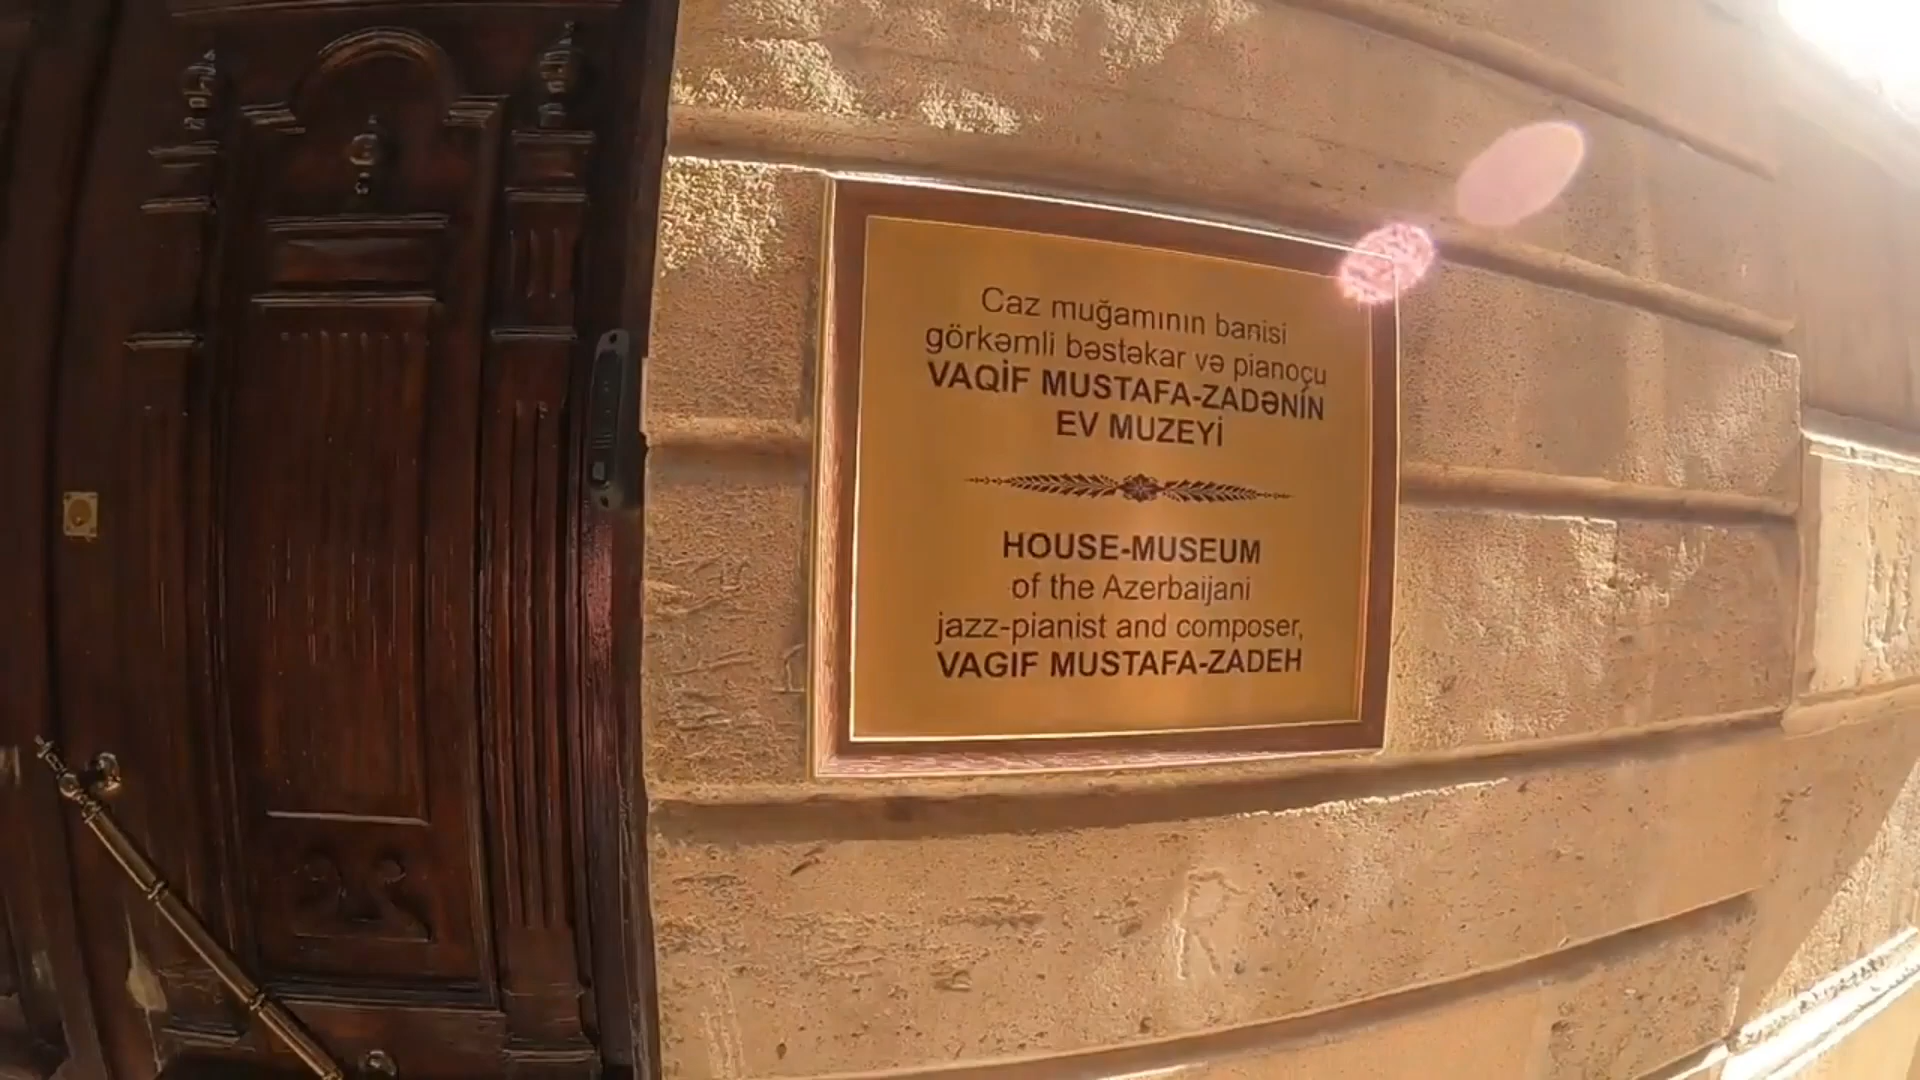 Caz muğamının banisi
görkəmli bəstəkar və pianoçu
VAQİF MUSTAFA-ZADƏNİN
EV MUZEYİ
HOUSE-MUSEUM
of the Azerbaijani
jazz-pianist and composer,
VAGIF MUSTAFA-ZADEH